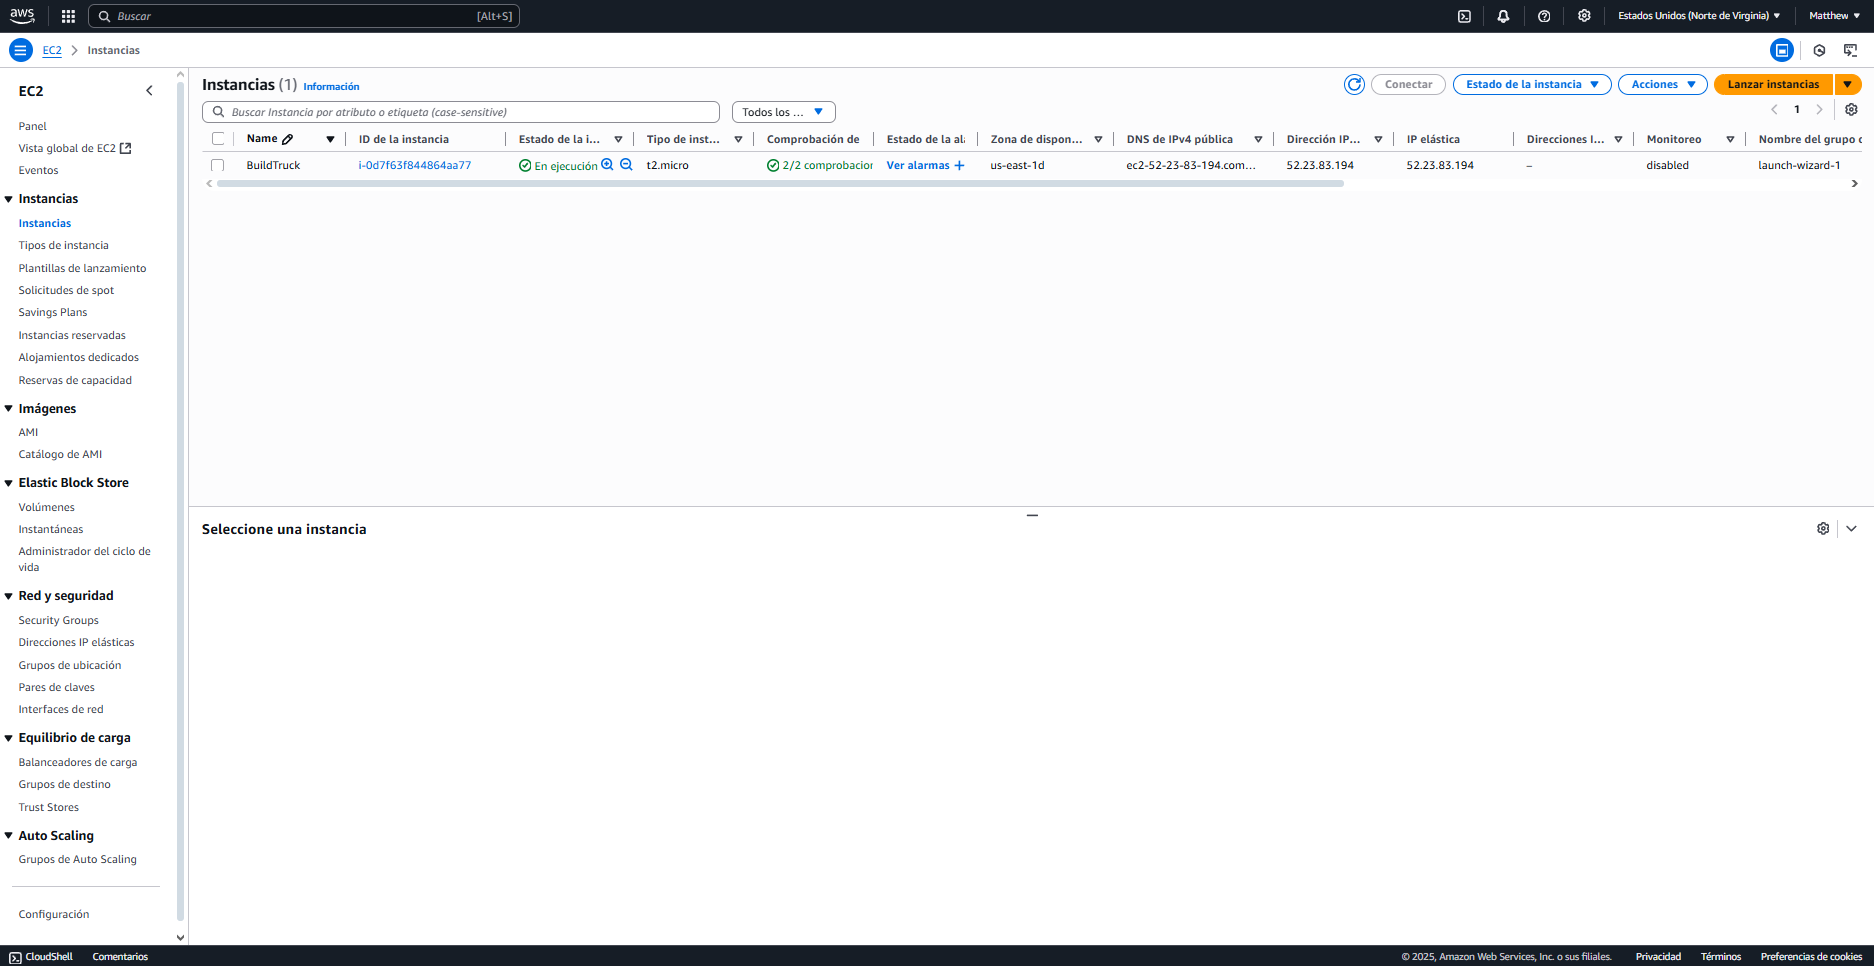 aws
Buscar [Alt+S]
Estados Unidos (Norte de Virginia)
Matthew
EC2 Instancias
EC2
Panel
Vista global de EC2
Eventos
Instancias
Instancias
Tipos de instancia
Plantillas de lanzamiento
Solicitudes de spot
Savings Plans
Instancias reservadas
Alojamientos dedicados
Reservas de capacidad
Imágenes
AMI
Catálogo de AMI
Elastic Block Store
Volúmenes
Instantáneas
Administrador del ciclo de
vida
Red y seguridad
Security Groups
Direcciones IP elásticas
Grupos de ubicación
Pares de claves
Interfaces de red
Equilibrio de carga
Balanceadores de carga
Grupos de destino
Trust Stores
Auto Scaling
Grupos de Auto Scaling
Configuración
Instancias (1) Información
Conectar Estado de la instancia Acciones Lanzar instancias
Buscar Instancia por atributo o etiqueta (case-sensitive) Todos los ... 1
Name ID de la instancia Estado de la i... Tipo de inst... Comprobación de Estado de la ala Zona de dispon... DNS de IPv4 pública Dirección IP... IP elástica Direcciones I... Monitoreo Nombre del grupo d
BuildTruck i-0d7f63f844864aa77 En ejecución t2.micro 2/2 comprobacion Ver alarmas + us-east-1d ec2-52-23-83-194.com... 52.23.83.194 52.23.83.194 – disabled launch-wizard-1
Seleccione una instancia
CloudShell Comentarios © 2025, Amazon Web Services, Inc. o sus filiales. Privacidad Términos Preferencias de cookies